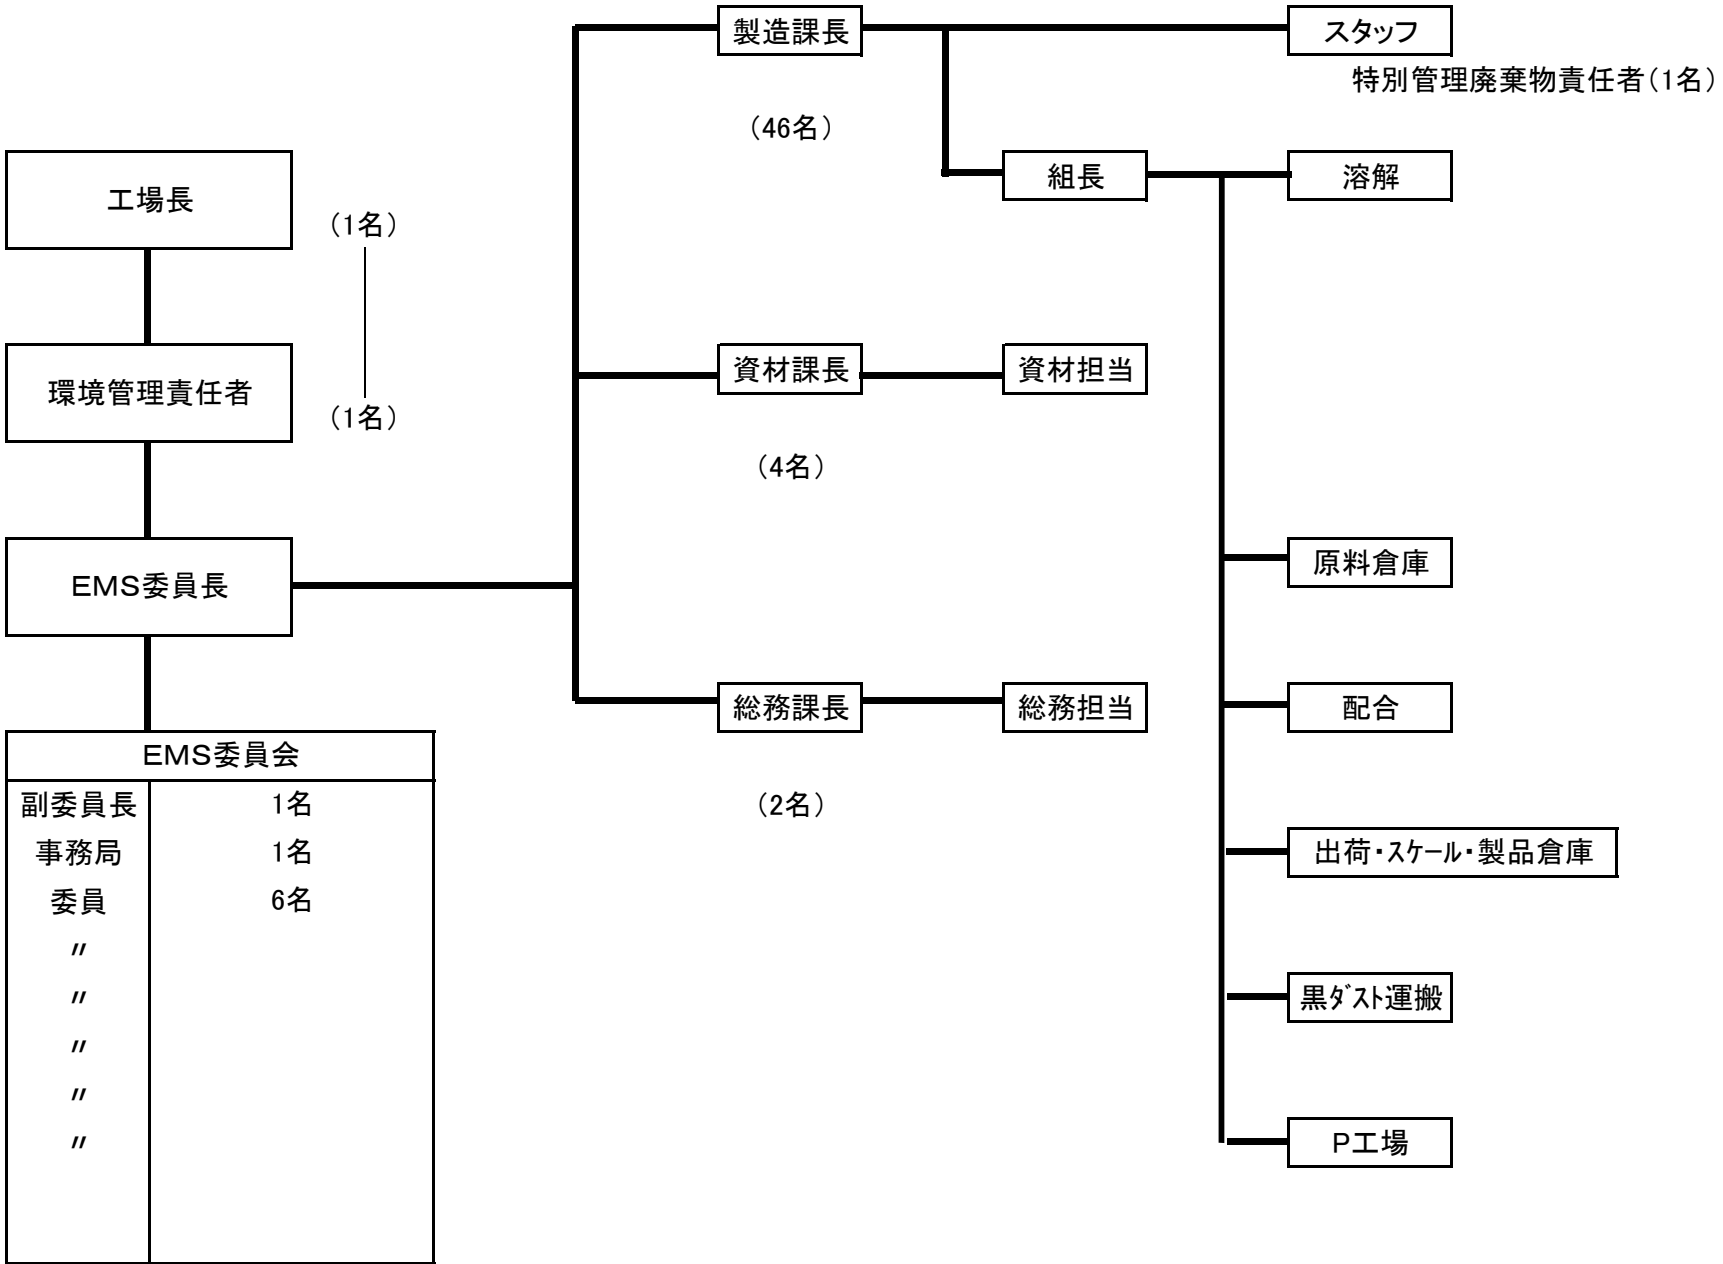 製造課長
スタッフ
特別管理廃棄物責任者(1名)
(46名)
組長
溶解
工場長
(1名)
環境管理責任者
(1名)
資材課長
資材担当
(4名)
原料倉庫
EMS委員長
総務課長
総務担当
配合
(2名)
出荷・ｽｹｰﾙ・製品倉庫
黒ﾀﾞｽﾄ運搬
P工場
EMS委員会
副委員長 1名
事務局 1名
委員 6名
〃
〃
〃
〃
〃